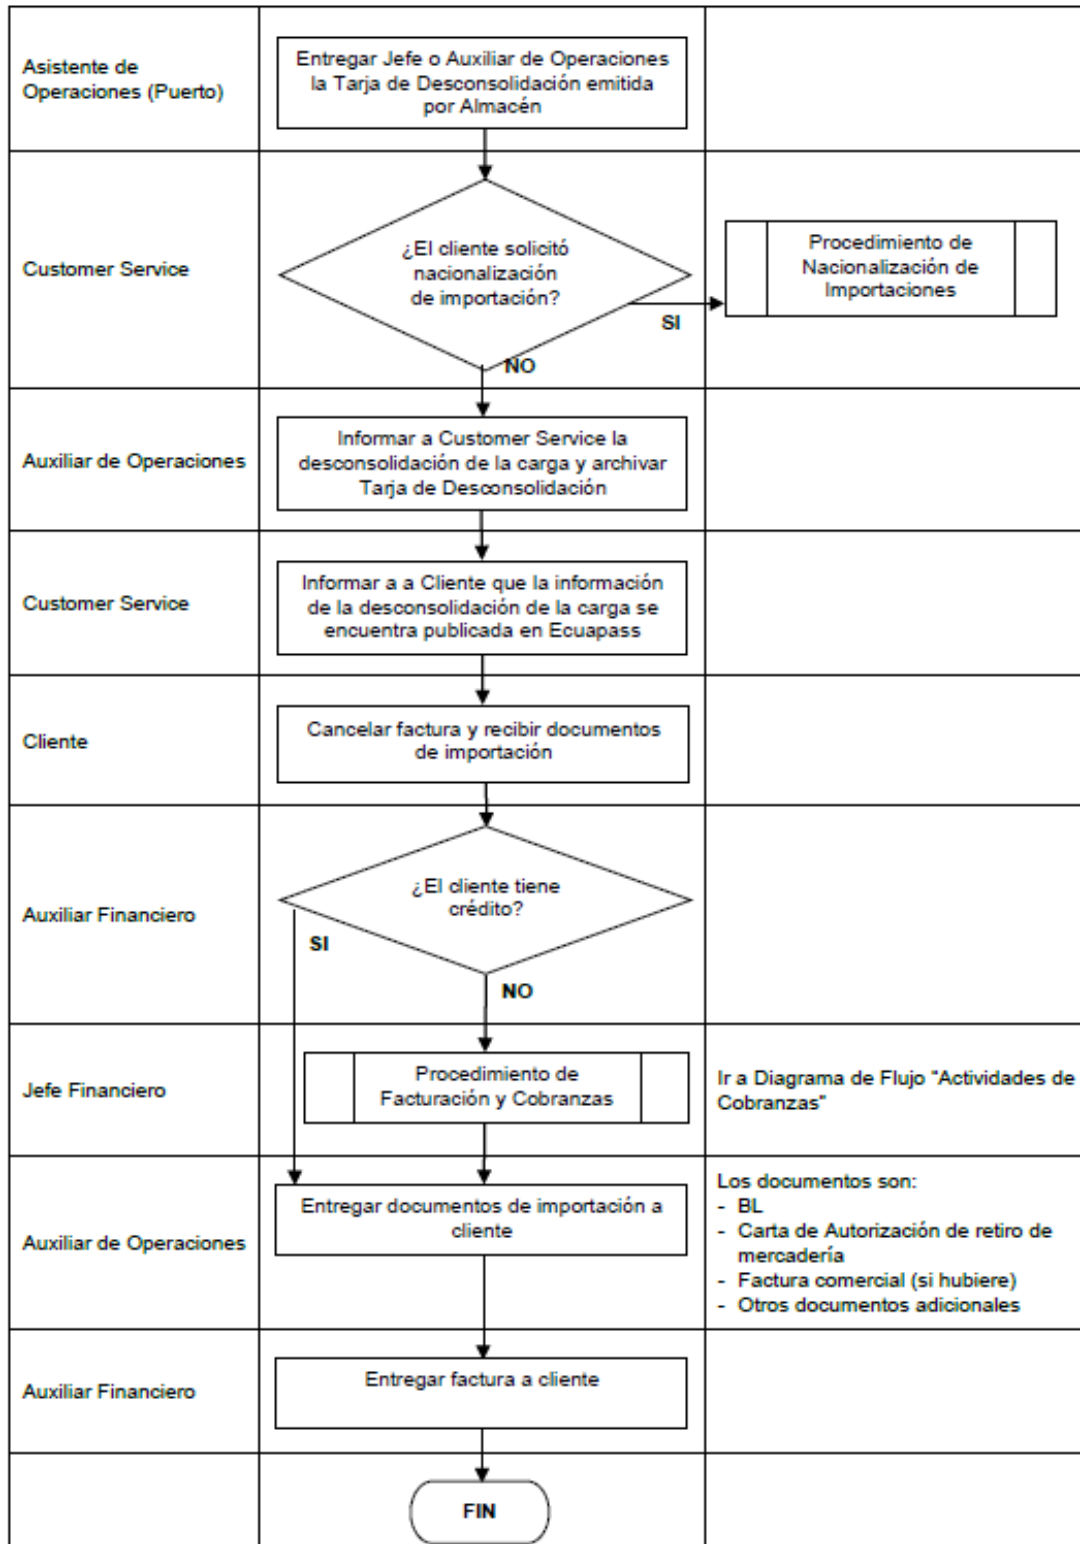 Asistente de
Operaciones (Puerto)
Entregar Jefe o Auxiliar de Operaciones
la Tarja de Desconsolidación emitida
por Almacén
Customer Service
¿El cliente solicitó
nacionalización
de importación?
SI
NO
Procedimiento de
Nacionalización de
Importaciones
Auxiliar de Operaciones
Informar a Customer Service la
desconsolidación de la carga y archivar
Tarja de Desconsolidación
Customer Service
Informar a a Cliente que la información
de la desconsolidación de la carga se
encuentra publicada en Ecuapass
Cliente
Cancelar factura y recibir documentos
de importación
Auxiliar Financiero
¿El cliente tiene
crédito?
SI
NO
Jefe Financiero
Procedimiento de
Facturación y Cobranzas
Ir a Diagrama de Flujo "Actividades de
Cobranzas"
Auxiliar de Operaciones
Entregar documentos de importación a
cliente
Los documentos son:
- BL
- Carta de Autorización de retiro de
mercadería
- Factura comercial (si hubiere)
- Otros documentos adicionales
Auxiliar Financiero
Entregar factura a cliente
FIN